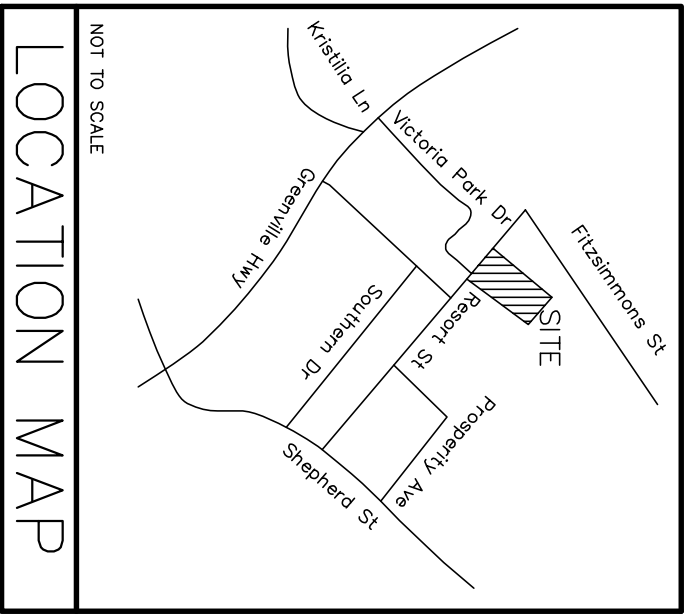 Fitzsimmons St
SITE
Prosperity Ave
Victoria Park Dr
Resort St
Shepherd St
Southern Dr
Kristilia Ln
Greenville Hwy
NOT TO SCALE
LOCATION MAP